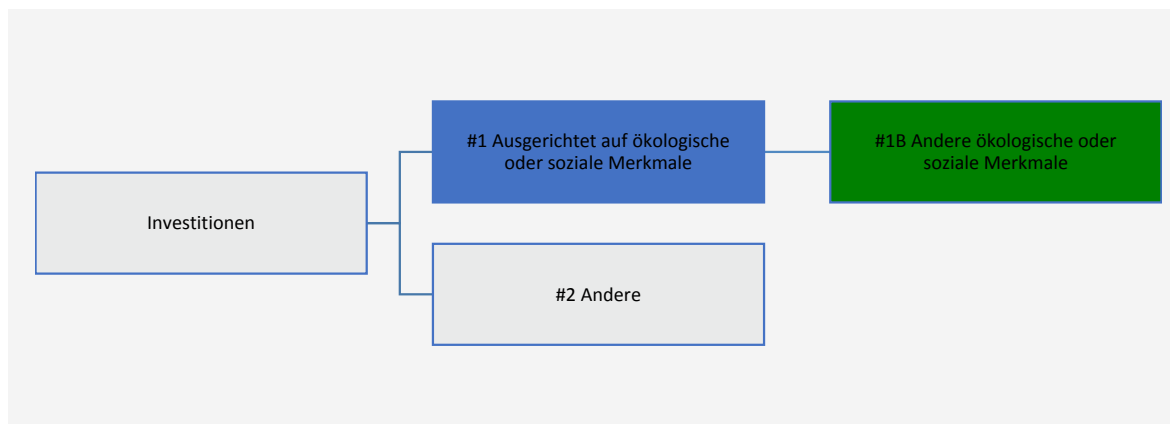 #1 Ausgerichtet auf ökologische
oder soziale Merkmale
#1B Andere ökologische oder
soziale Merkmale
Investitionen
#2 Andere